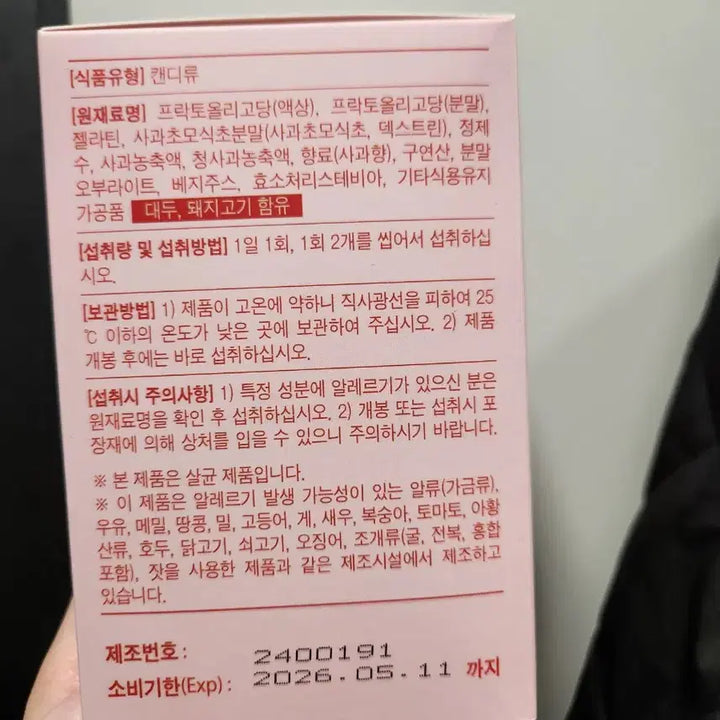 [식품유형] 캔디류
[원재료명] 프락토올리고당(액상), 프락토올리고당(분말),
젤라틴, 사과초모식초분말(사과초모식초, 덱스트린), 정제
수, 사과농축액, 청사과농축액, 향료(사과향), 구연산, 분말
오부라이트, 베지주스, 효소처리스테비아, 기타식용유지
가공품 대두, 돼지고기 함유
[섭취량 및 섭취방법] 1일 1회, 1회 2개를 씹어서 섭취하십
시오.
[보관방법] 1) 제품이 고온에 약하니 직사광선을 피하여 25
℃ 이하의 온도가 낮은 곳에 보관하여 주십시오. 2) 제품
개봉 후에는 바로 섭취하십시오.
[섭취시 주의사항] 1) 특정 성분에 알레르기가 있으신 분은
원재료명을 확인 후 섭취하십시오. 2) 개봉 또는 섭취시 포
장재에 의해 상처를 입을 수 있으니 주의하시기 바랍니다.
※ 본 제품은 살균 제품입니다.
※ 이 제품은 알레르기 발생 가능성이 있는 알류(가금류),
우유, 메밀, 땅콩, 밀, 고등어, 게, 새우, 복숭아, 토마토, 아황
산류, 호두, 닭고기, 쇠고기, 오징어, 조개류(굴, 전복, 홍합
포함), 잣을 사용한 제품과 같은 제조시설에서 제조하고
있습니다.
제조번호 : 2400191
소비기한(Exp) : 2026.05.11 까지